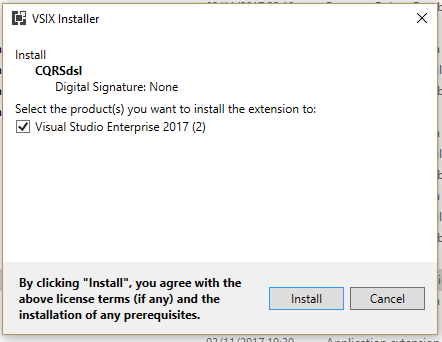 VSIX Installer
Install
CQRSdsl
Digital Signature: None
Select the product(s) you want to install the extension to:
Visual Studio Enterprise 2017 (2)
By clicking "Install", you agree with the
above license terms (if any) and the
installation of any prerequisites.
Install
Cancel
Application extension